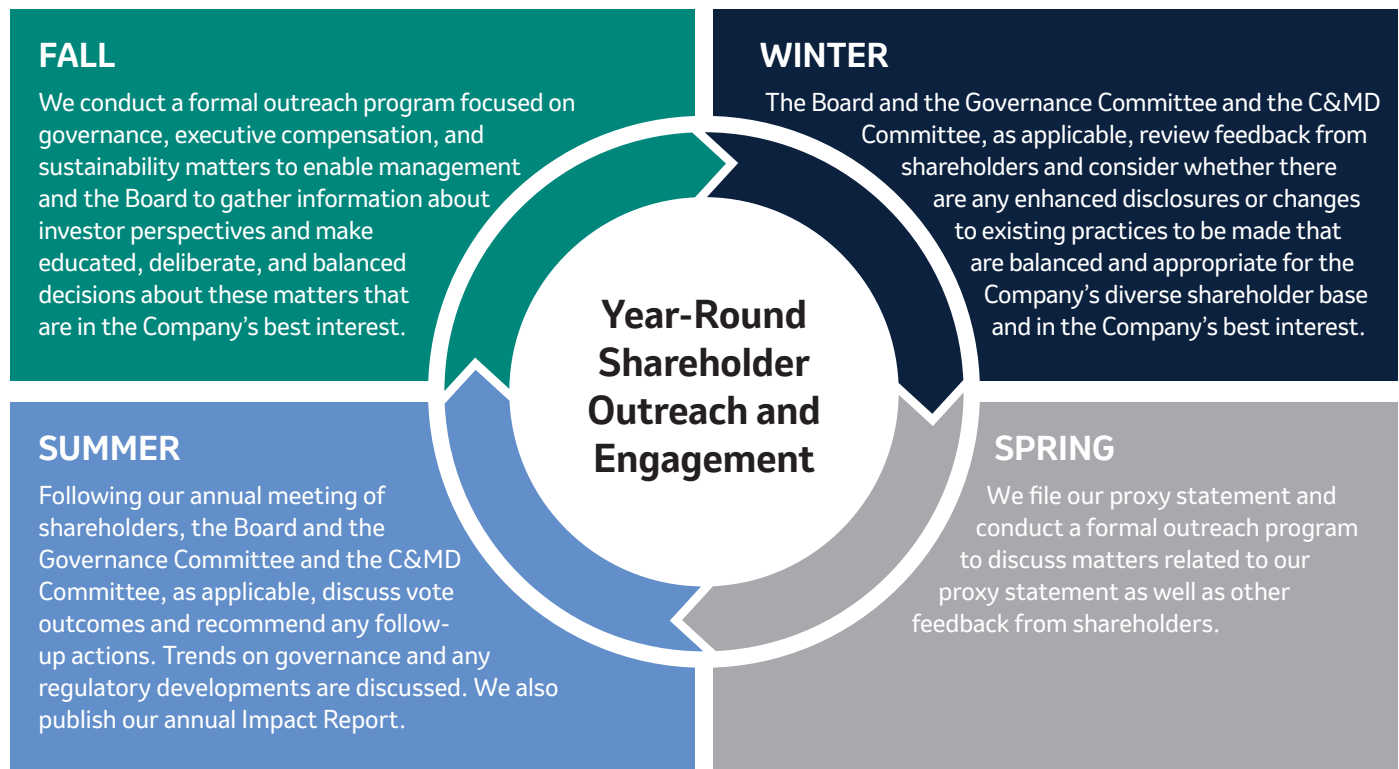 FALL
We conduct a formal outreach program focused on
governance, executive compensation, and
sustainability matters to enable management
and the Board to gather information about
investor perspectives and make
educated, deliberate, and balanced
decisions about these matters that
are in the Company’s best interest.
WINTER
The Board and the Governance Committee and the C&MD
Committee, as applicable, review feedback from
shareholders and consider whether there
are any enhanced disclosures or changes
to existing practices to be made that
are balanced and appropriate for the
Company’s diverse shareholder base
and in the Company’s best interest.
Year-Round
Shareholder
Outreach and
Engagement
SUMMER
Following our annual meeting of
shareholders, the Board and the
Governance Committee and the C&MD
Committee, as applicable, discuss vote
outcomes and recommend any follow-
up actions. Trends on governance and any
regulatory developments are discussed. We also
publish our annual Impact Report.
SPRING
We file our proxy statement and
conduct a formal outreach program
to discuss matters related to our
proxy statement as well as other
feedback from shareholders.